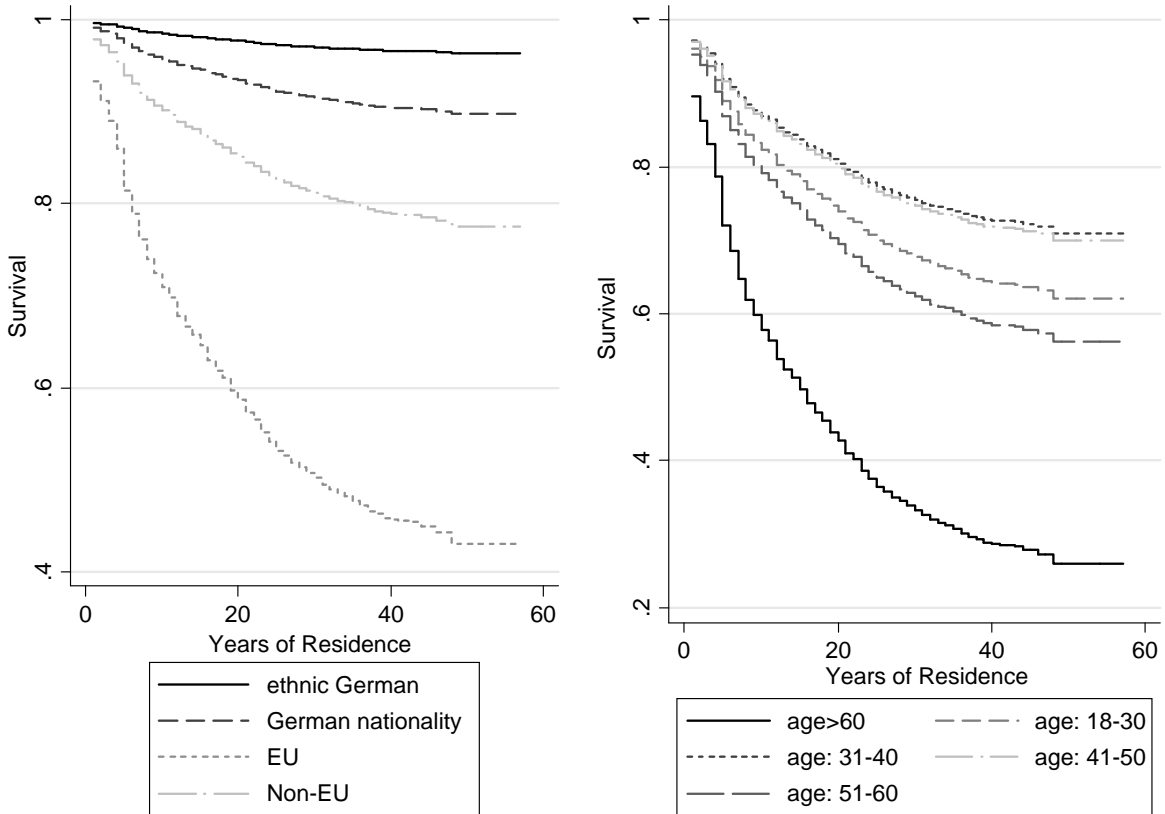 1
.8
.6
.4
Survival
0
20
40
60
Years of Residence
ethnic German
German nationality
EU
Non-EU
1
.8
.6
.4
.2
Survival
0
20
40
60
Years of Residence
age>60
age: 18-30
age: 31-40
age: 41-50
age: 51-60